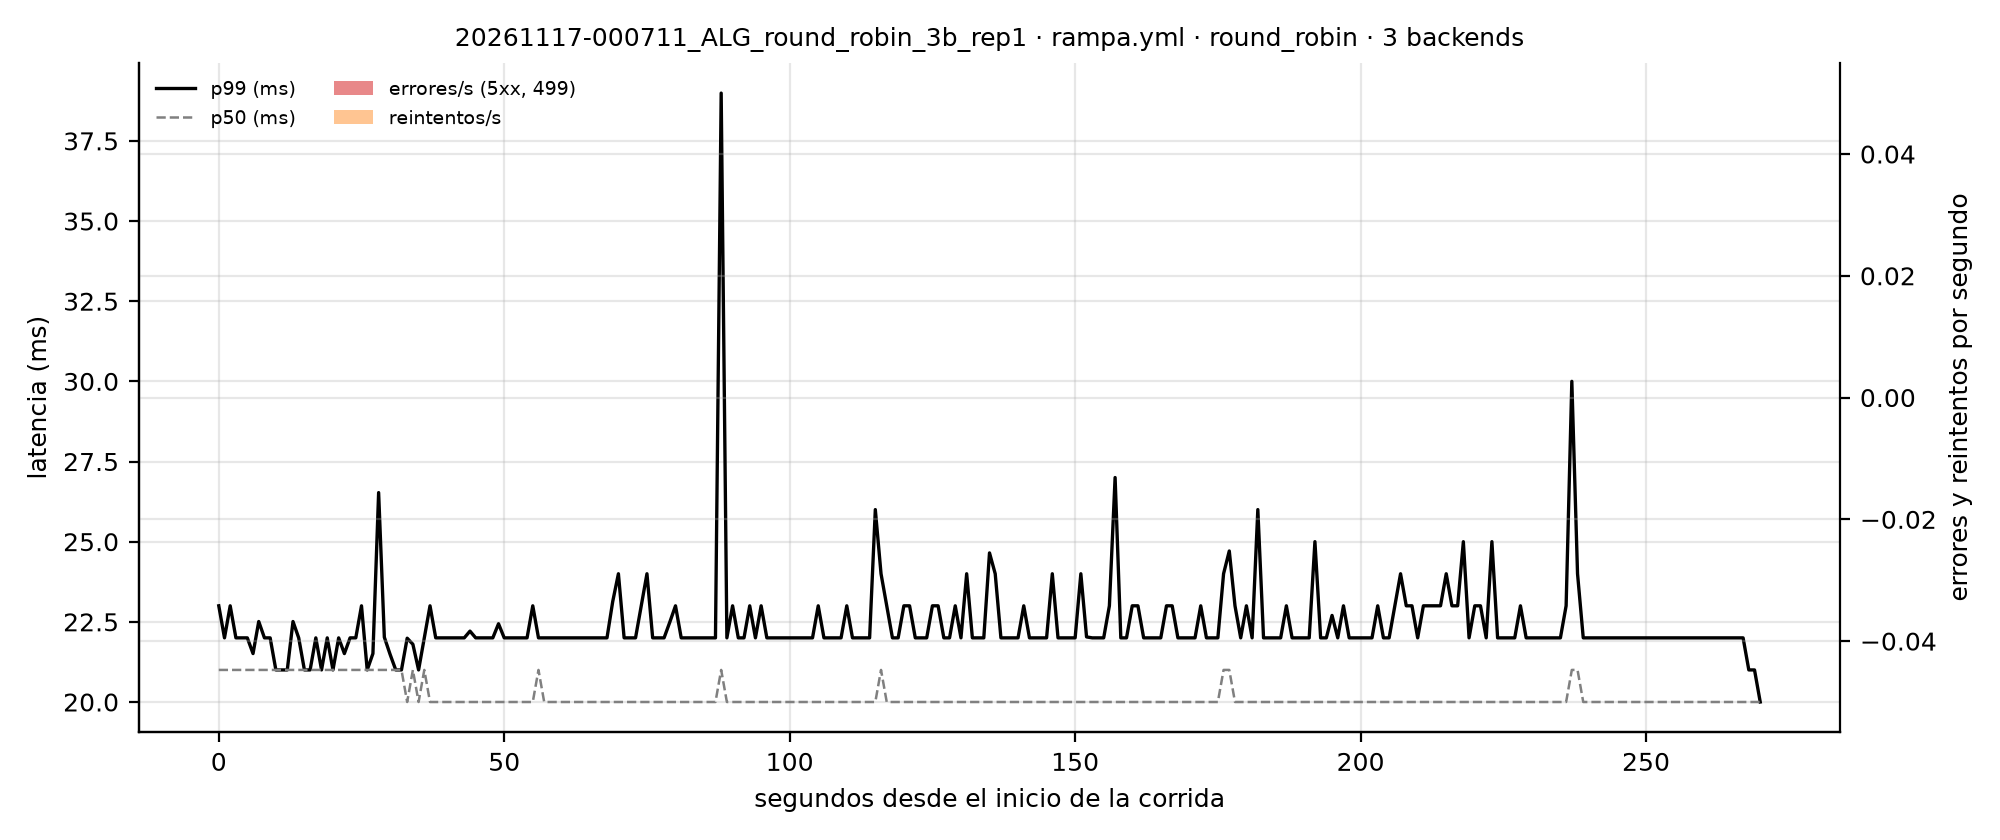 20261117-000711_ALG_round_robin_3b_rep1 · rampa.yml · round_robin · 3 backends
p99 (ms)
p50 (ms)
errores/s (5xx, 499)
reintentos/s
latencia (ms)
37.5
35.0
32.5
30.0
27.5
25.0
22.5
20.0
0.04
0.02
0.00
−0.02
−0.04
errores y reintentos por segundo
0 50 100 150 200 250
segundos desde el inicio de la corrida